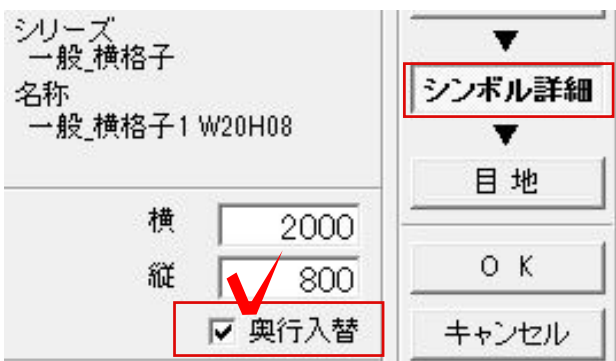 シリーズ
一般_横格子
名称
一般_横格子1 W20H08
横 2000
縦 800
奥行入替
▼
シンボル詳細
▼
目 地
O K
キャンセル